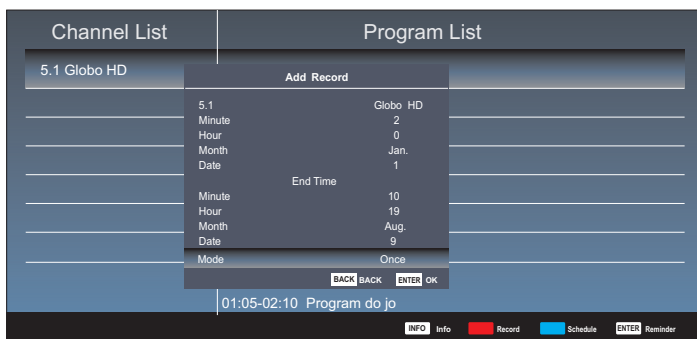 Channel List Program List
5.1 Globo HD
Add Record
5.1 Globo HD
Minute 2
Hour 0
Month Jan.
Date 1
End Time
Minute 10
Hour 19
Month Aug.
Date 9
Mode Once
BACK BACK ENTER OK
01:05-02:10 Program do jo
INFO Info Record Schedule ENTER Reminder